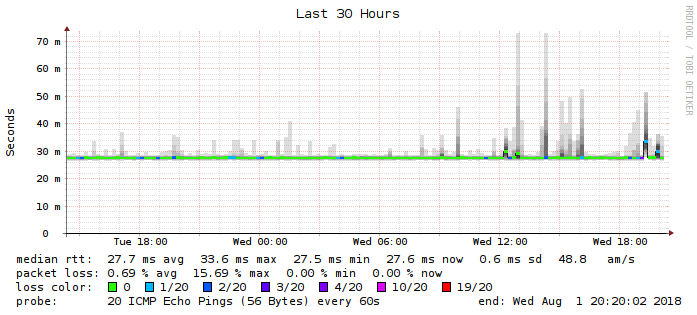 Last 30 Hours
RRDTOOL / TOBI OETIKER
Seconds
70 m
60 m
50 m
40 m
30 m
20 m
10 m
0
Tue 18:00 Wed 00:00 Wed 06:00 Wed 12:00 Wed 18:00
median rtt: 27.7 ms avg 33.6 ms max 27.5 ms min 27.6 ms now 0.6 ms sd 48.8 am/s
packet loss: 0.69 % avg 15.69 % max 0.00 % min 0.00 % now
loss color: 0 1/20 2/20 3/20 4/20 10/20 19/20
probe: 20 ICMP Echo Pings (56 Bytes) every 60s end: Wed Aug 1 20:20:02 2018